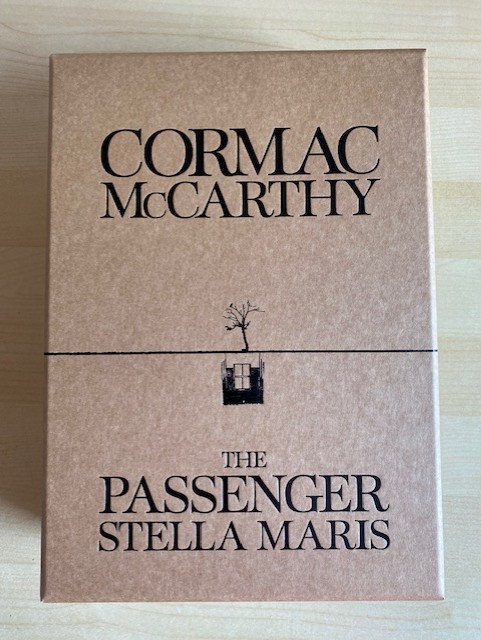 CORMAC
McCARTHY
THE
PASSENGER
STELLA MARIS